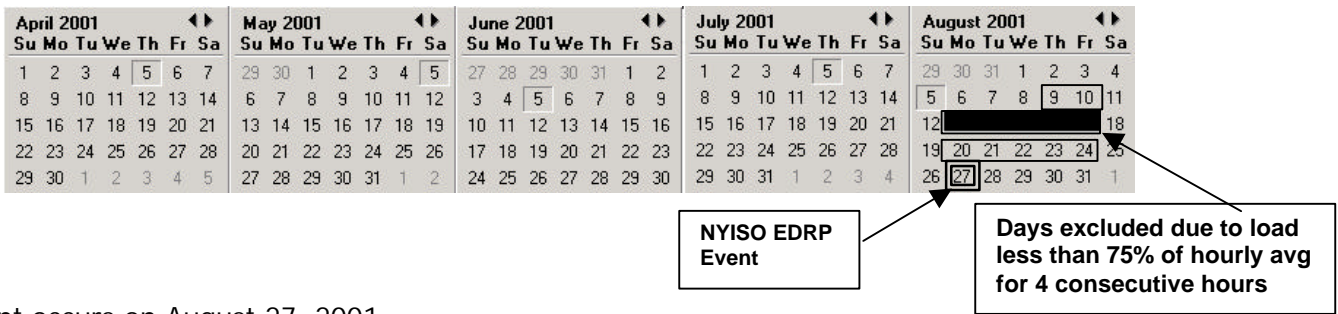 April 2001
Su Mo Tu We Th Fr Sa
1 2 3 4 5 6 7
8 9 10 11 12 13 14
15 16 17 18 19 20 21
22 23 24 25 26 27 28
29 30 1 2 3 4 5
May 2001
Su Mo Tu We Th Fr Sa
29 30 1 2 3 4 5
6 7 8 9 10 11 12
13 14 15 16 17 18 19
20 21 22 23 24 25 26
27 28 29 30 31 1 2
June 2001
Su Mo Tu We Th Fr Sa
27 28 29 30 31 1 2
3 4 5 6 7 8 9
10 11 12 13 14 15 16
17 18 19 20 21 22 23
24 25 26 27 28 29 30
July 2001
Su Mo Tu We Th Fr Sa
1 2 3 4 5 6 7
8 9 10 11 12 13 14
15 16 17 18 19 20 21
22 23 24 25 26 27 28
29 30 31 1 2 3 4
August 2001
Su Mo Tu We Th Fr Sa
29 30 31 1 2 3 4
5 6 7 8 9 10 11
12 18
19 20 21 22 23 24 25
26 27 28 29 30 31 1
NYISO EDRP
Event
Days excluded due to load
less than 75% of hourly avg
for 4 consecutive hours